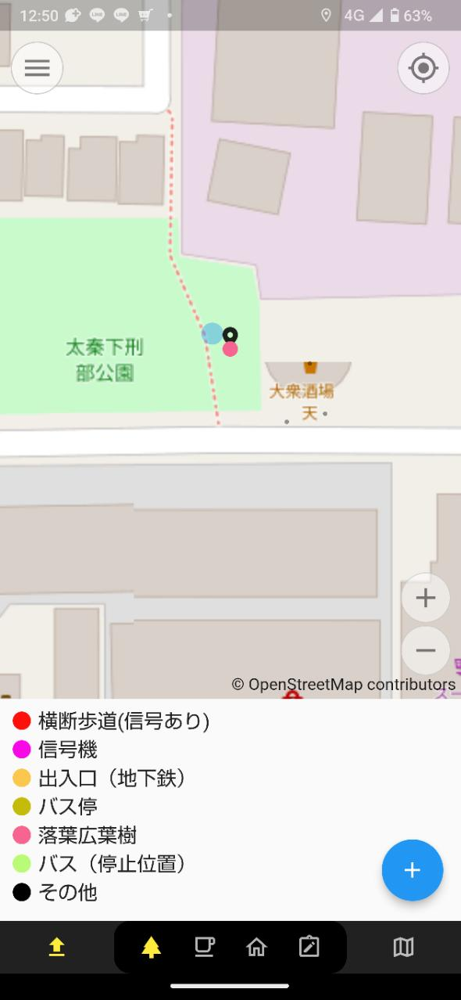 12:50
4G
63%
太秦下刑
部公園
大衆酒場
天
© OpenStreetMap contributors
横断歩道(信号あり)
信号機
出入口（地下鉄）
バス停
落葉広葉樹
バス（停止位置）
その他